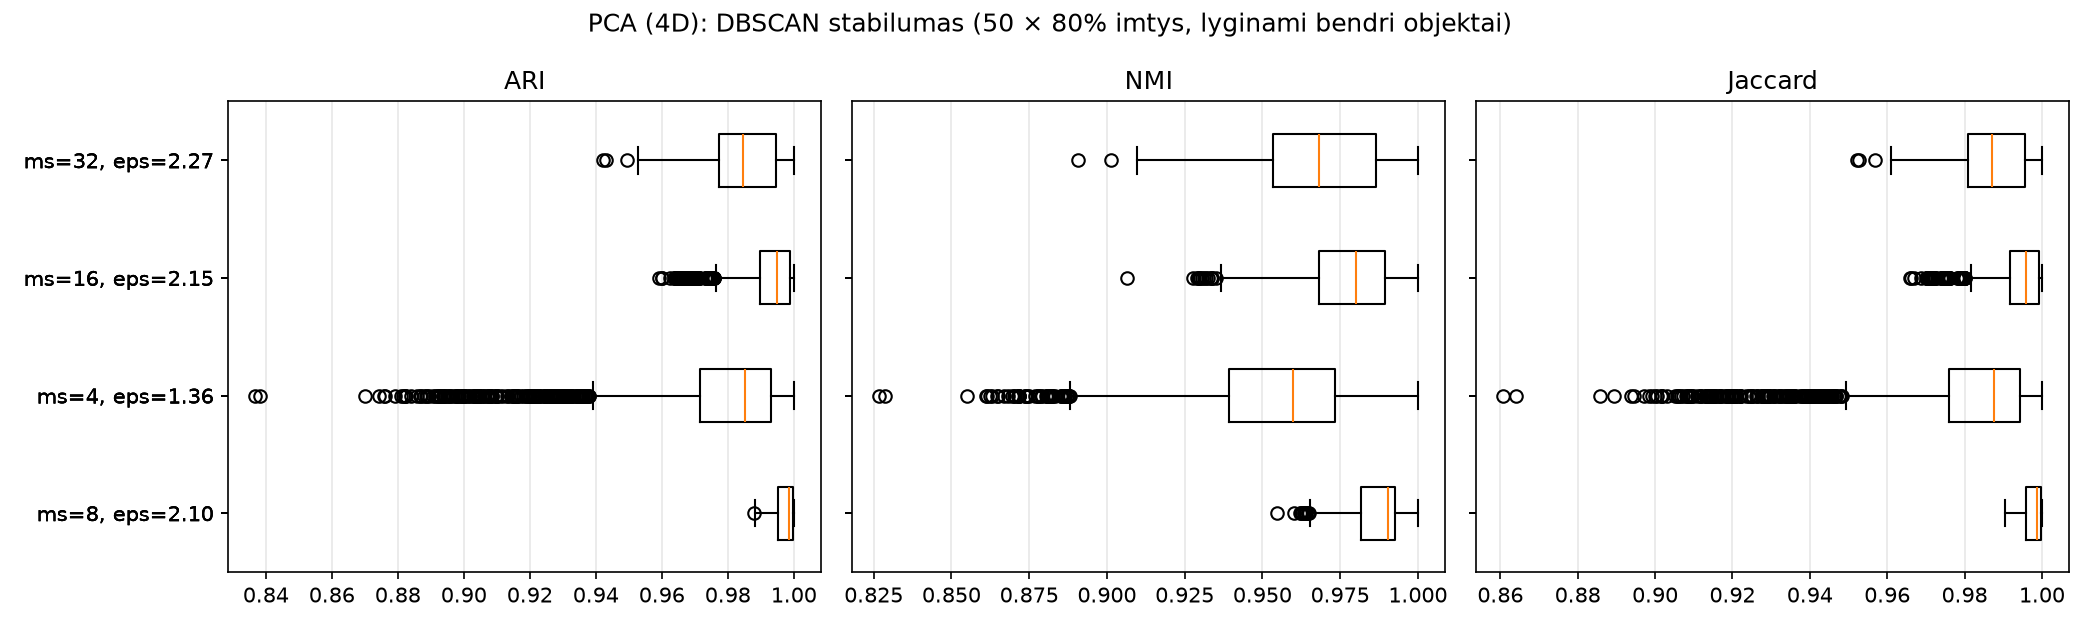 PCA (4D): DBSCAN stabilumas (50 × 80% imtys, lyginami bendri objektai)
ARI
NMI
Jaccard
ms=32, eps=2.27
ms=16, eps=2.15
ms=4, eps=1.36
ms=8, eps=2.10
0.84 0.86 0.88 0.90 0.92 0.94 0.96 0.98 1.00
0.825 0.850 0.875 0.900 0.925 0.950 0.975 1.000
0.86 0.88 0.90 0.92 0.94 0.96 0.98 1.00